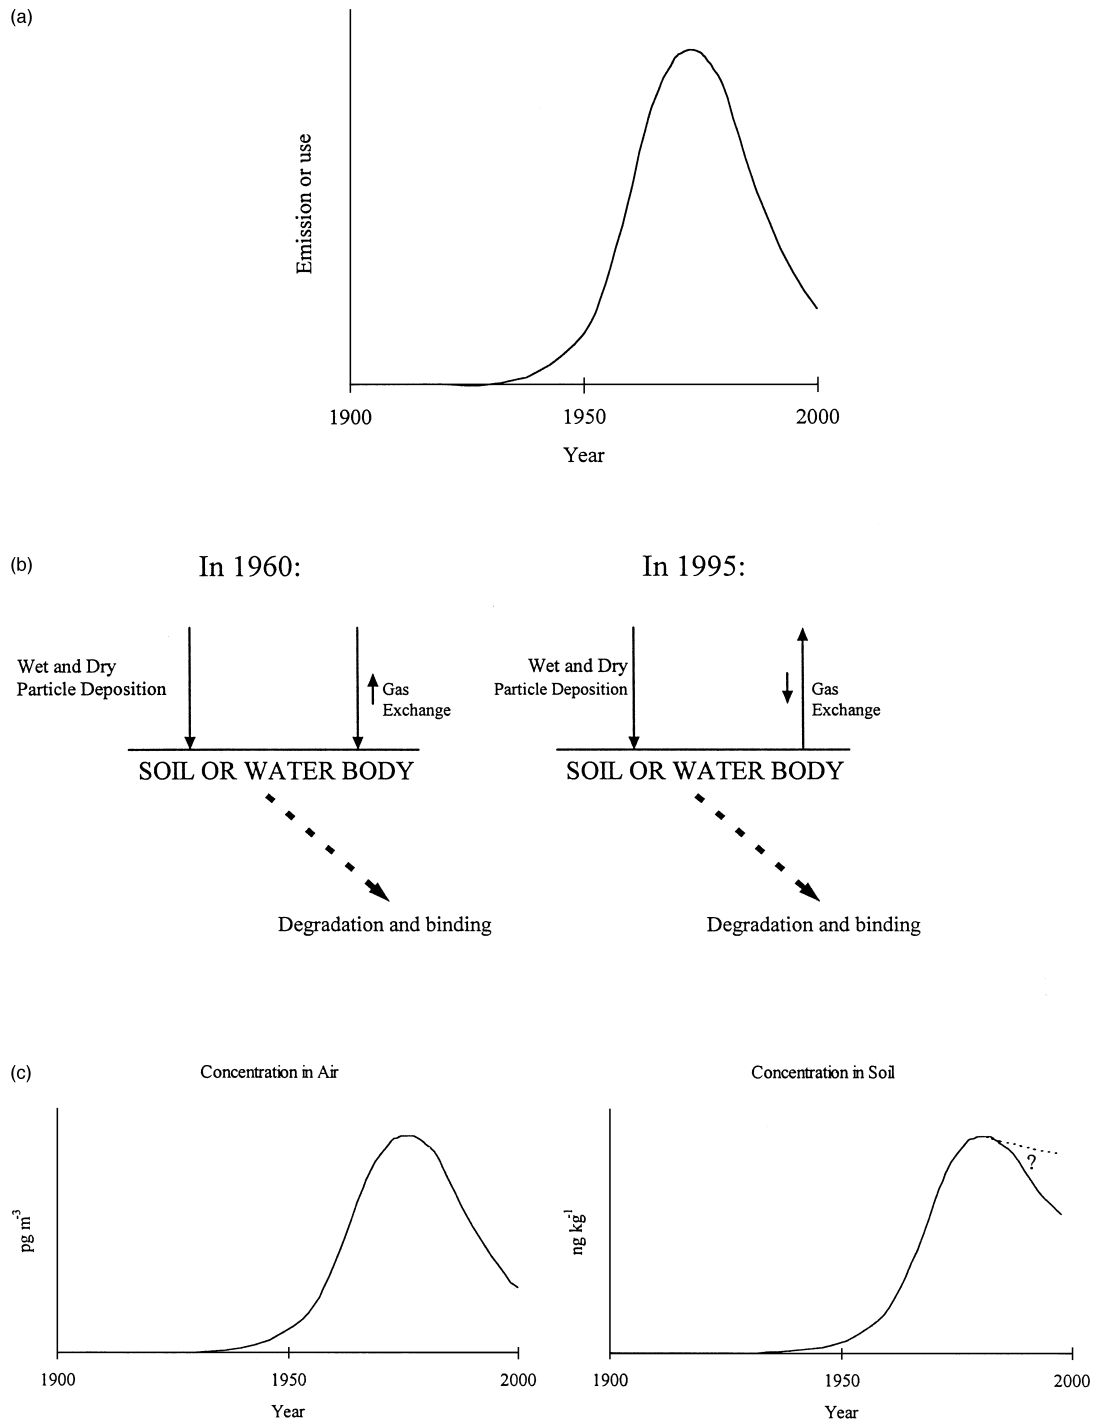 (a)
Emission or use
1900
1950
2000
Year
(b)
In 1960:
In 1995:
Wet and Dry
Particle Deposition
Gas
Exchange
SOIL OR WATER BODY
Degradation and binding
Wet and Dry
Particle Deposition
Gas
Exchange
SOIL OR WATER BODY
Degradation and binding
(c)
Concentration in Air
pg m⁻³
1900
1950
2000
Year
Concentration in Soil
?
ng kg⁻¹
1900
1950
2000
Year